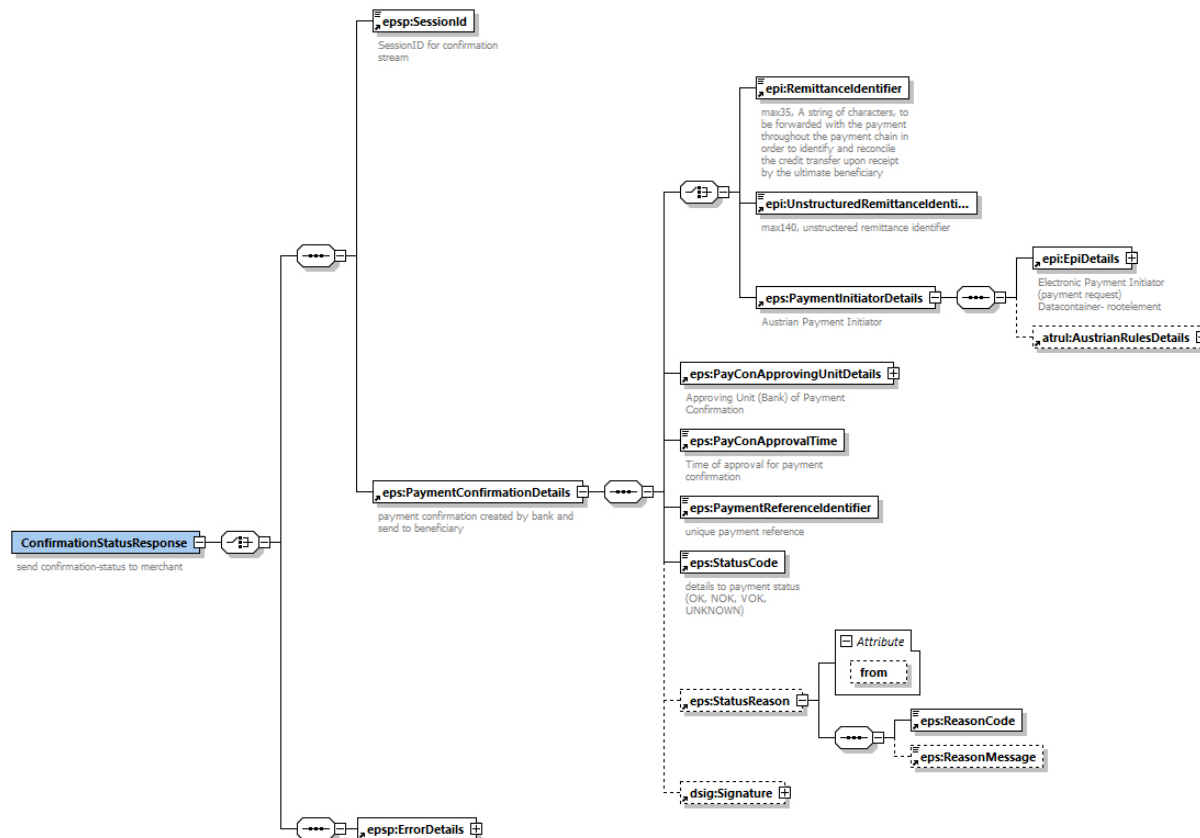 epsp:SessionId
SessionID for confirmation
stream
epi:RemittanceIdentifier
max35, A string of characters, to
be forwarded with the payment
throughout the payment chain in
order to identify and reconcile
the credit transfer upon receipt
by the ultimate beneficiary
epi:UnstructuredRemittanceIdenti...
max140, unstructered remittance identifier
epi:EpiDetails
Electronic Payment Initiator
(payment request)
Datacontainer- rootelement
eps:PaymentInitiatorDetails
Austrian Payment Initiator
atrul:AustrianRulesDetails
eps:PayConApprovingUnitDetails
Approving Unit (Bank) of Payment
Confirmation
eps:PayConApprovalTime
Time of approval for payment
confirmation
eps:PaymentConfirmationDetails
payment confirmation created by bank and
send to beneficiary
eps:PaymentReferenceIdentifier
unique payment reference
ConfirmationStatusResponse
send confirmation-status to merchant
eps:StatusCode
details to payment status
(OK, NOK, VOK,
UNKNOWN)
Attribute
from
eps:StatusReason
eps:ReasonCode
eps:ReasonMessage
dsig:Signature
epsp:ErrorDetails